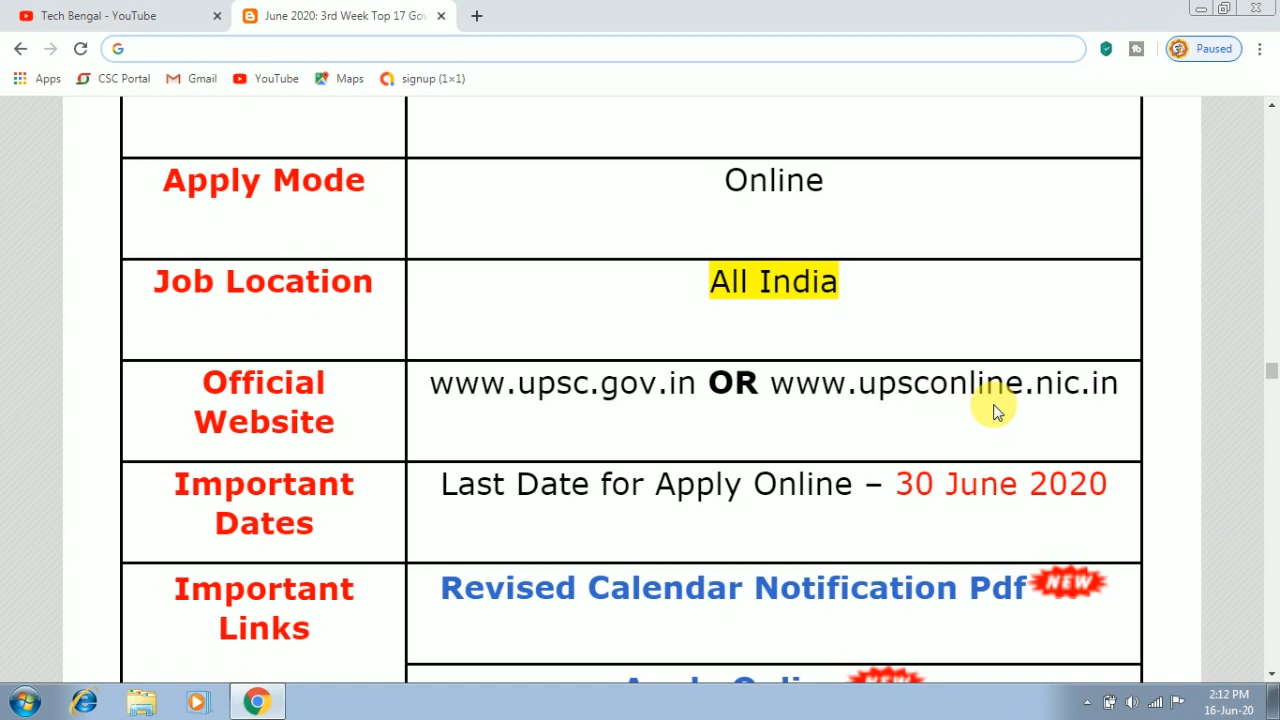 Tech Bengal - YouTube
June 2020: 3rd Week Top 17 Gov
Paused
Apps CSC Portal Gmail YouTube Maps signup (1×1)
Apply Mode Online
Job Location All India
Official Website www.upsc.gov.in OR www.upsconline.nic.in
Important Dates Last Date for Apply Online – 30 June 2020
Important Links Revised Calendar Notification Pdf NEW
Apply Online
2:12 PM
16-Jun-20